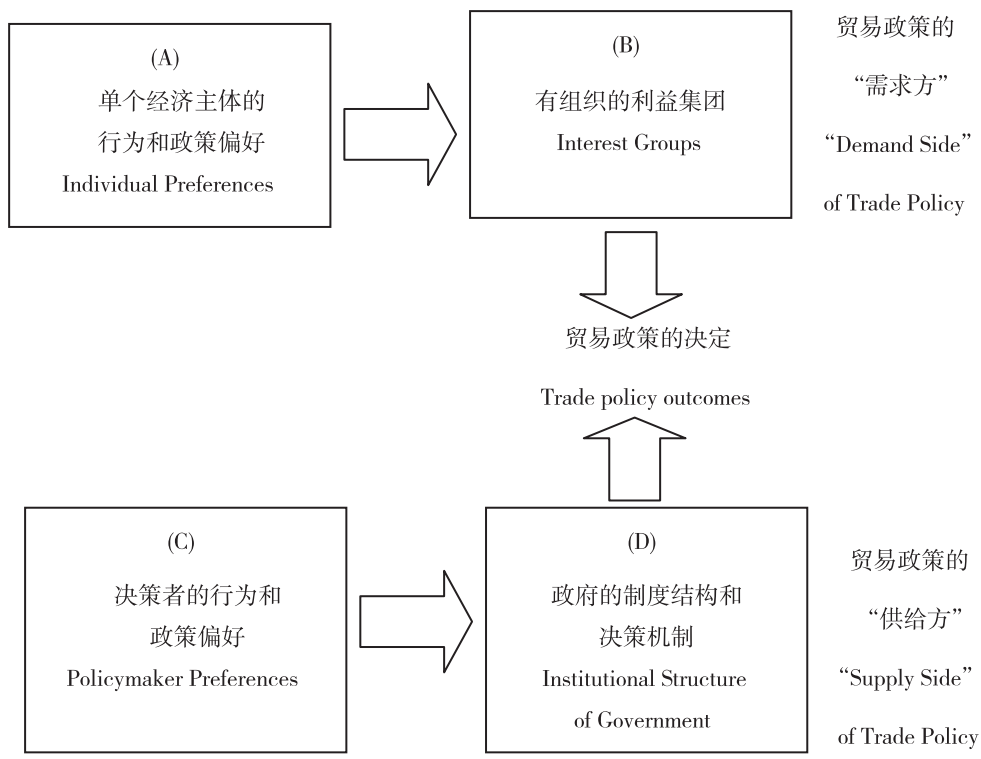 (A)
单个经济主体的
行为和政策偏好
Individual Preferences
(B)
有组织的利益集团
Interest Groups
贸易政策的
“需求方”
“Demand Side”
of Trade Policy
贸易政策的决定
Trade policy outcomes
(C)
决策者的行为和
政策偏好
Policymaker Preferences
(D)
政府的制度结构和
决策机制
Institutional Structure
of Government
贸易政策的
“供给方”
“Supply Side”
of Trade Policy